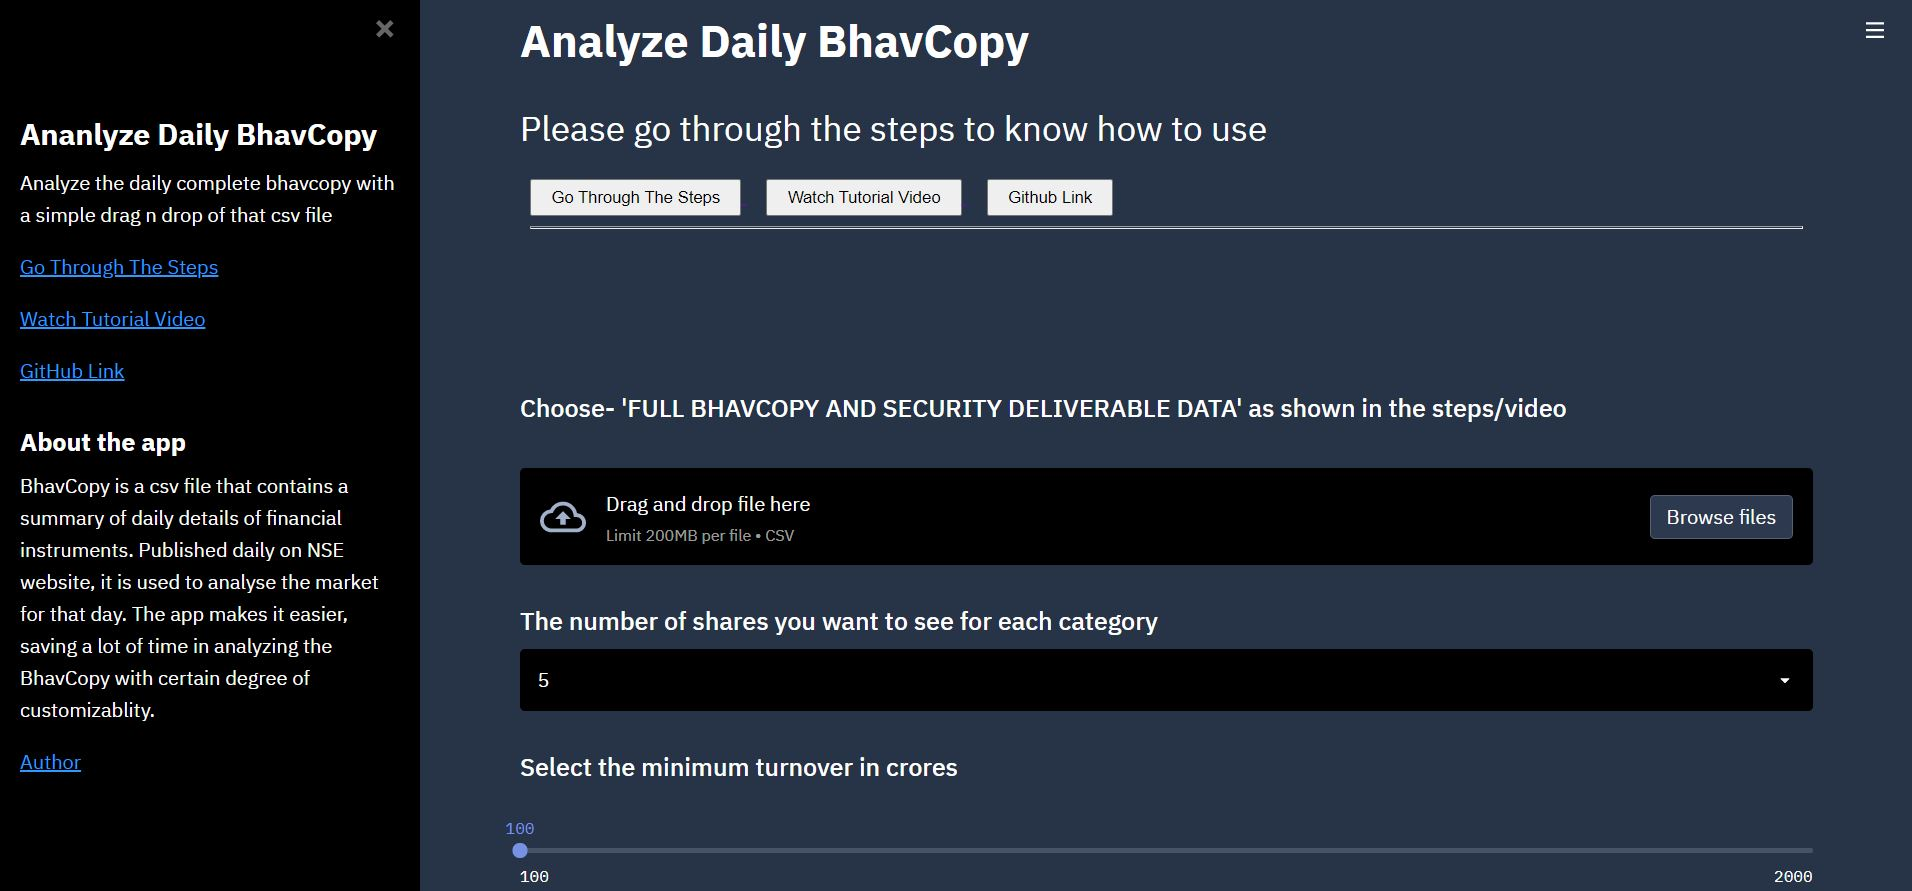 Ananlyze Daily BhavCopy
Analyze the daily complete bhavcopy with
a simple drag n drop of that csv file
Go Through The Steps
Watch Tutorial Video
GitHub Link
About the app
BhavCopy is a csv file that contains a
summary of daily details of financial
instruments. Published daily on NSE
website, it is used to analyse the market
for that day. The app makes it easier,
saving a lot of time in analyzing the
BhavCopy with certain degree of
customizablity.
Author
Analyze Daily BhavCopy
Please go through the steps to know how to use
Go Through The Steps
Watch Tutorial Video
Github Link
Choose- 'FULL BHAVCOPY AND SECURITY DELIVERABLE DATA' as shown in the steps/video
Drag and drop file here
Limit 200MB per file • CSV
Browse files
The number of shares you want to see for each category
5
Select the minimum turnover in crores
100
100
2000